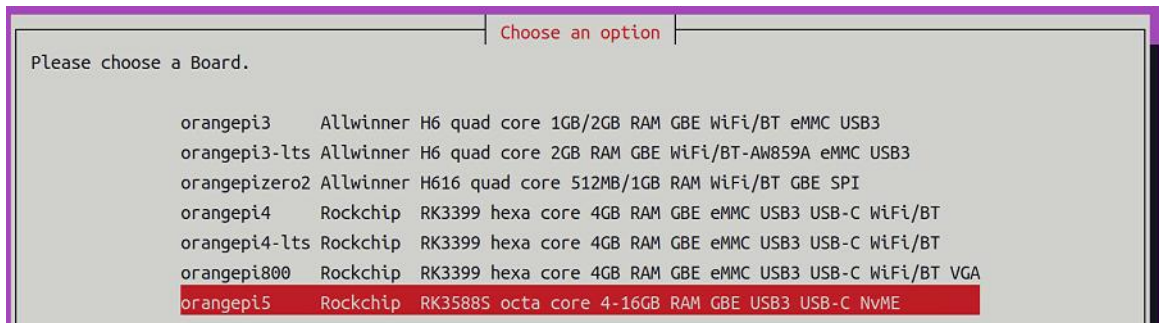 Choose an option
Please choose a Board.
orangepi3 Allwinner H6 quad core 1GB/2GB RAM GBE WiFi/BT eMMC USB3
orangepi3-lts Allwinner H6 quad core 2GB RAM GBE WiFi/BT-AW859A eMMC USB3
orangepizero2 Allwinner H616 quad core 512MB/1GB RAM WiFi/BT GBE SPI
orangepi4 Rockchip RK3399 hexa core 4GB RAM GBE eMMC USB3 USB-C WiFi/BT
orangepi4-lts Rockchip RK3399 hexa core 4GB RAM GBE eMMC USB3 USB-C WiFi/BT
orangepi800 Rockchip RK3399 hexa core 4GB RAM GBE eMMC USB3 USB-C WiFi/BT VGA
orangepi5 Rockchip RK3588S octa core 4-16GB RAM GBE USB3 USB-C NvME